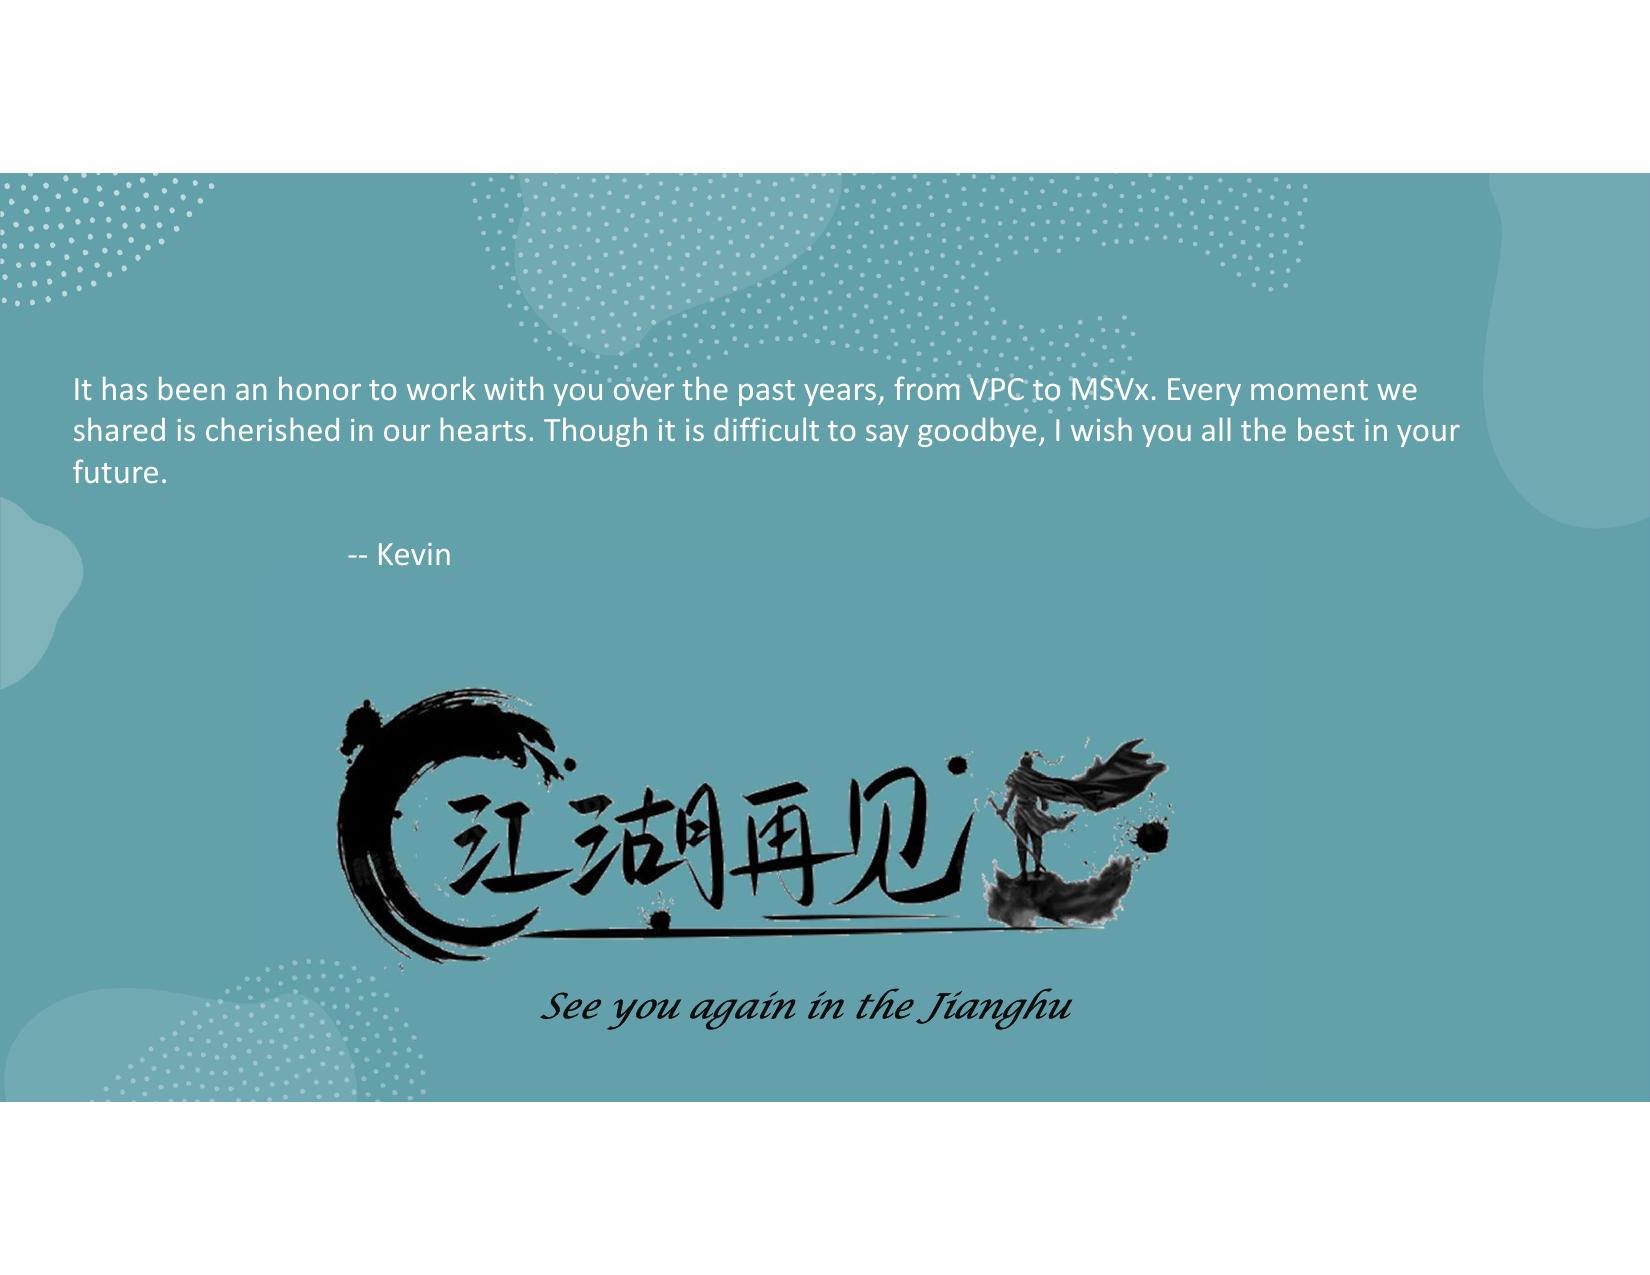 It has been an honor to work with you over the past years, from VPC to MSVx. Every moment we
shared is cherished in our hearts. Though it is difficult to say goodbye, I wish you all the best in your
future.
-- Kevin
江湖再见
See you again in the Jianghu